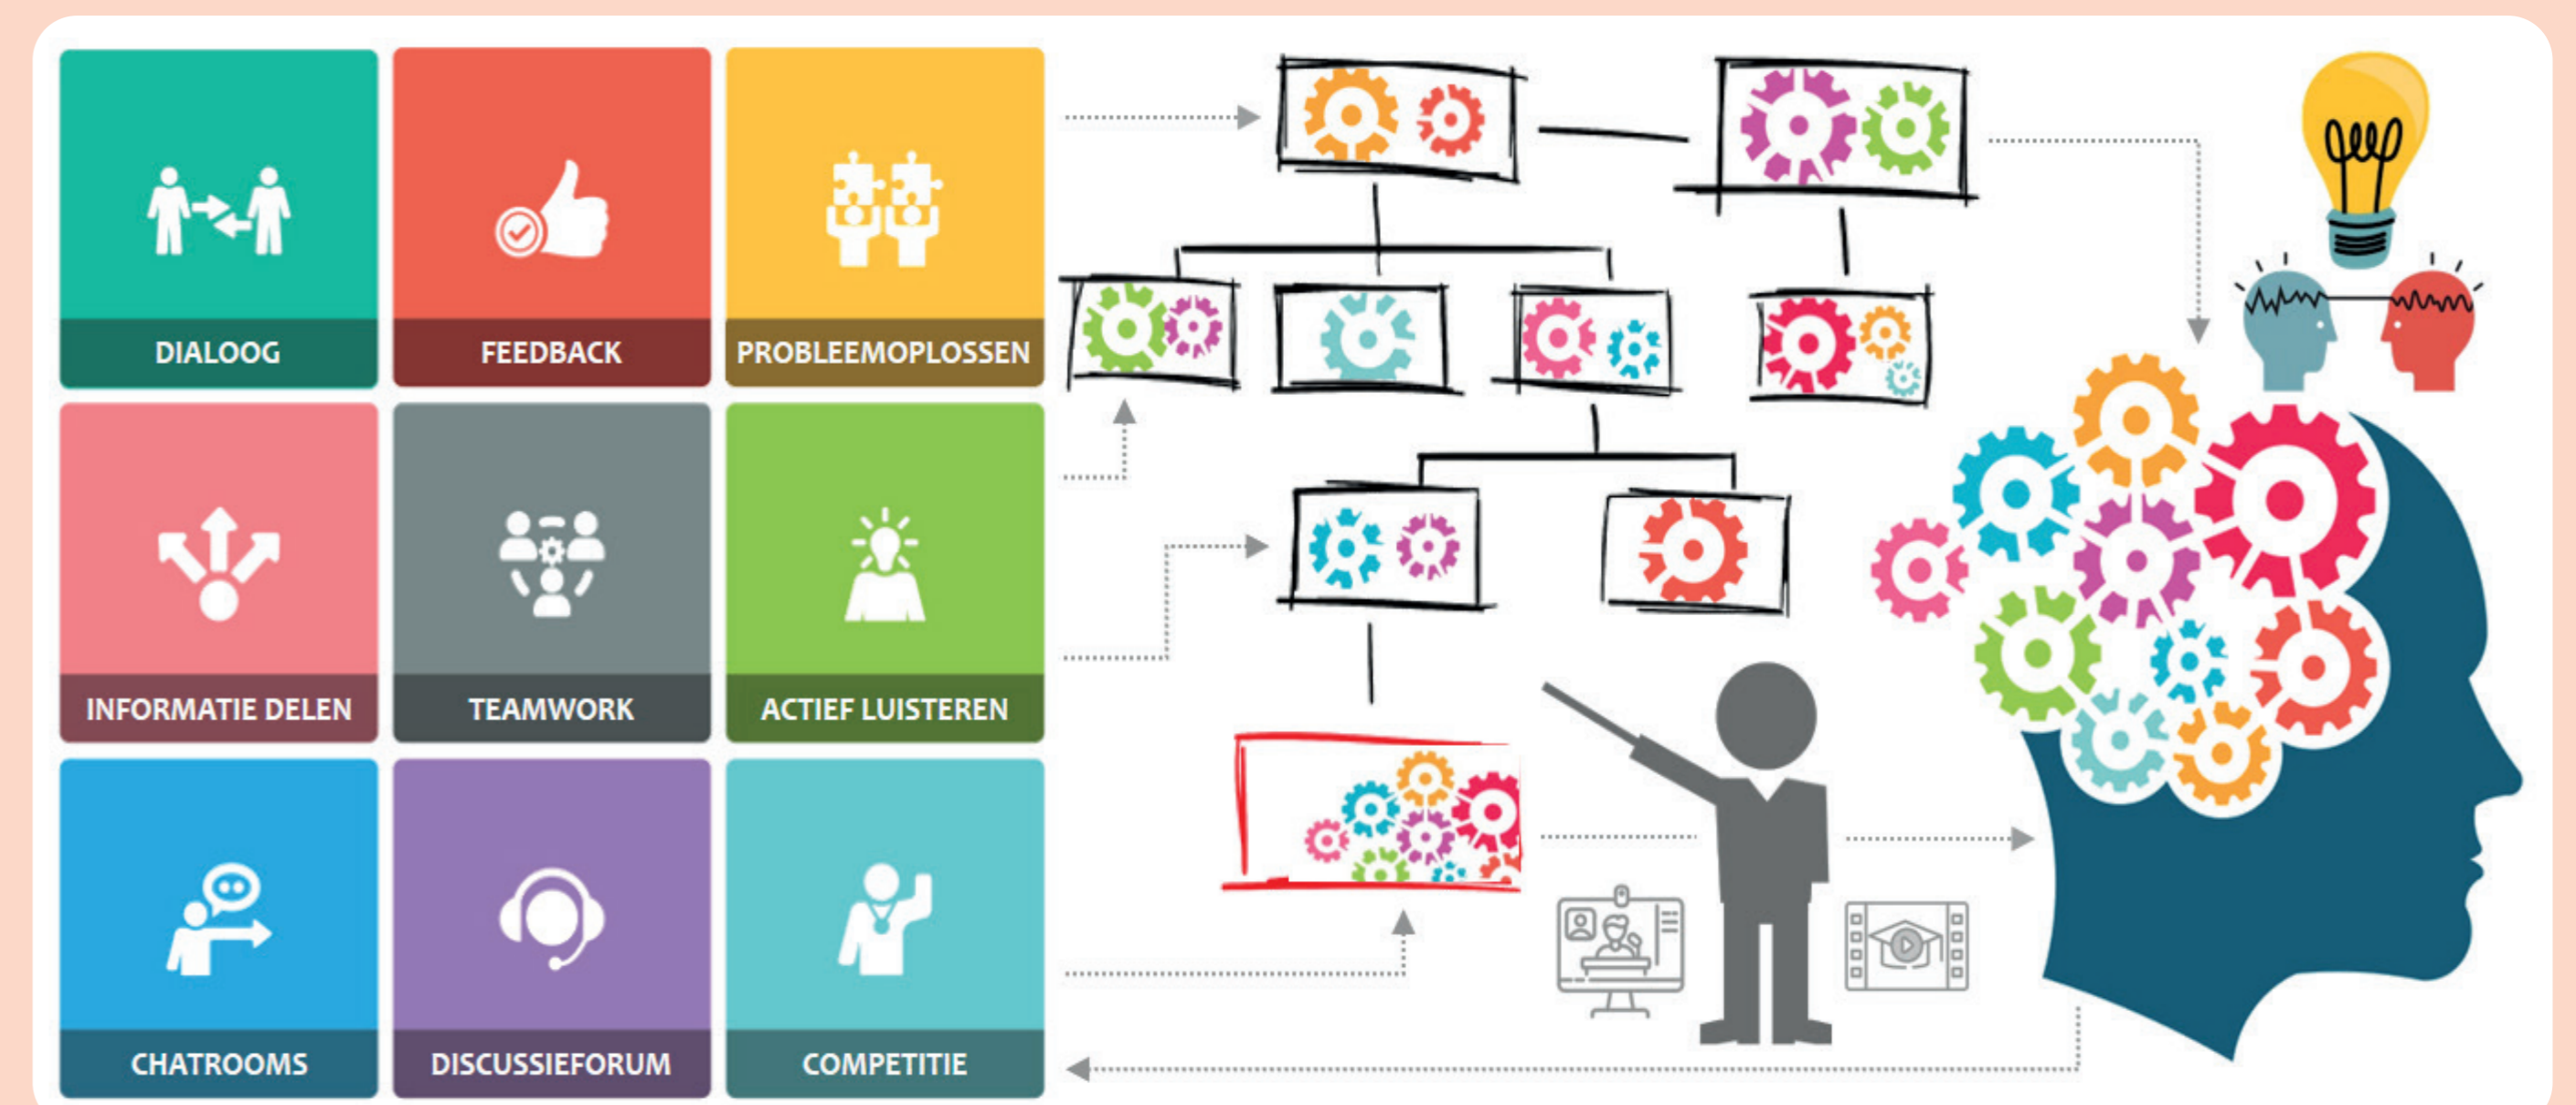 DIALOOG
FEEDBACK
PROBLEEMOPLOSSEN
INFORMATIE DELEN
TEAMWORK
ACTIEF LUISTEREN
CHATROOMS
DISCUSSIEFORUM
COMPETITIE